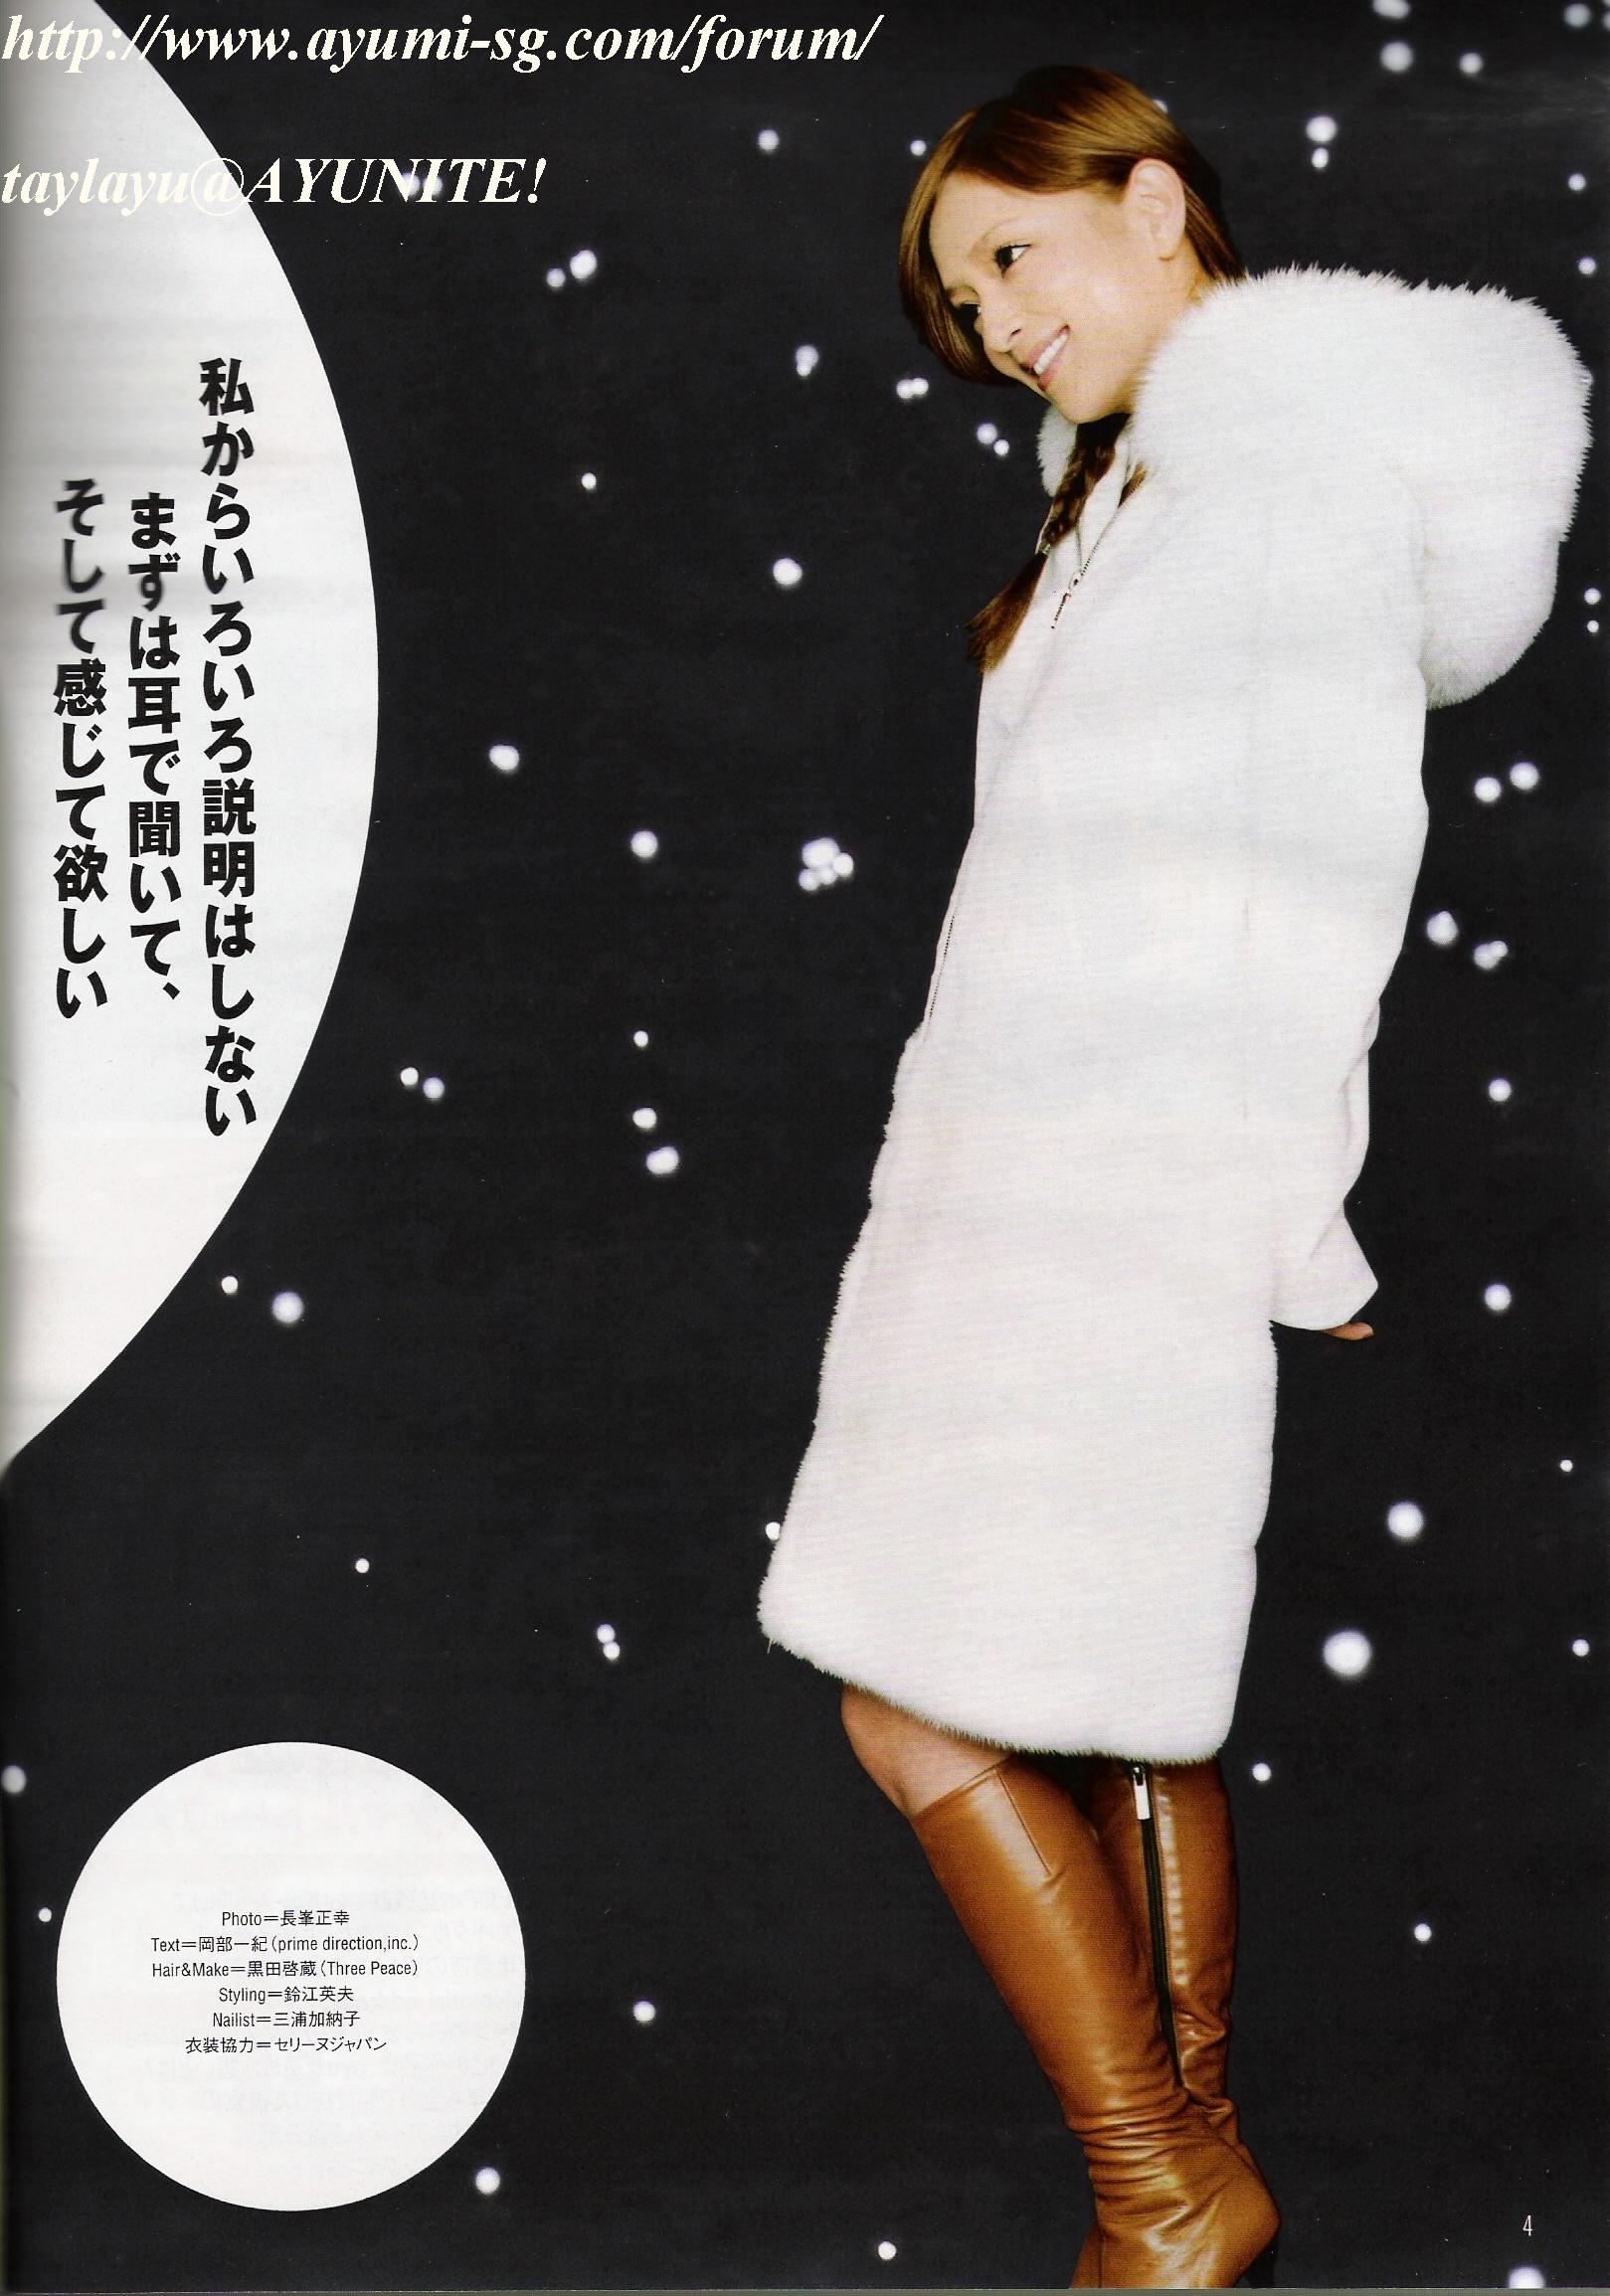 http://www.ayumi-sg.com/forum/
taylayu@AYUNITE!
私からいろいろ説明はしない
まずは耳で聞いて、
そして感じて欲しい
Photo＝長峯正幸
Text＝岡部一紀（prime direction,inc.）
Hair&Make＝黒田啓蔵（Three Peace）
Styling＝鈴江英夫
Nailist＝三浦加納子
衣装協力＝セリーヌジャパン
4